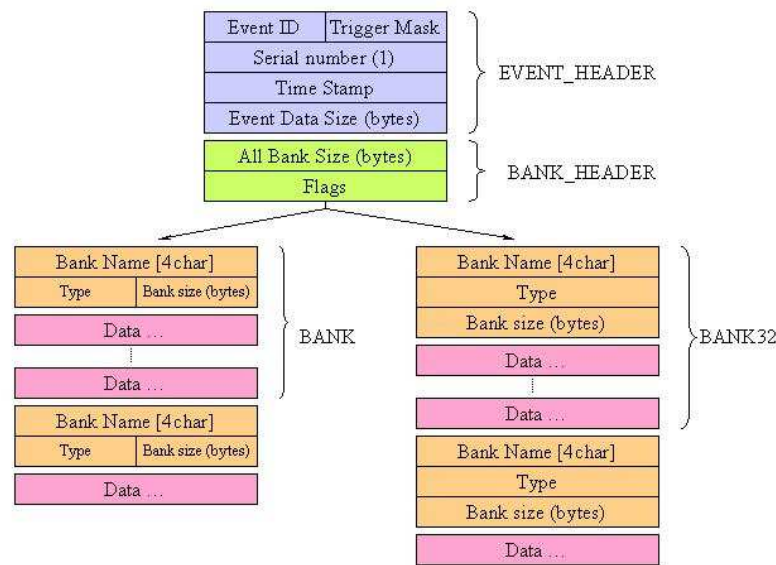 Event ID Trigger Mask
Serial number (1)
Time Stamp
Event Data Size (bytes)
EVENT_HEADER
All Bank Size (bytes)
Flags
BANK_HEADER
Bank Name [4char]
Type Bank size (bytes)
Data ...
Data ...
BANK
Bank Name [4char]
Type Bank size (bytes)
Data ...
Bank Name [4char]
Type
Bank size (bytes)
Data ...
Data ...
BANK32
Bank Name [4char]
Type
Bank size (bytes)
Data ...